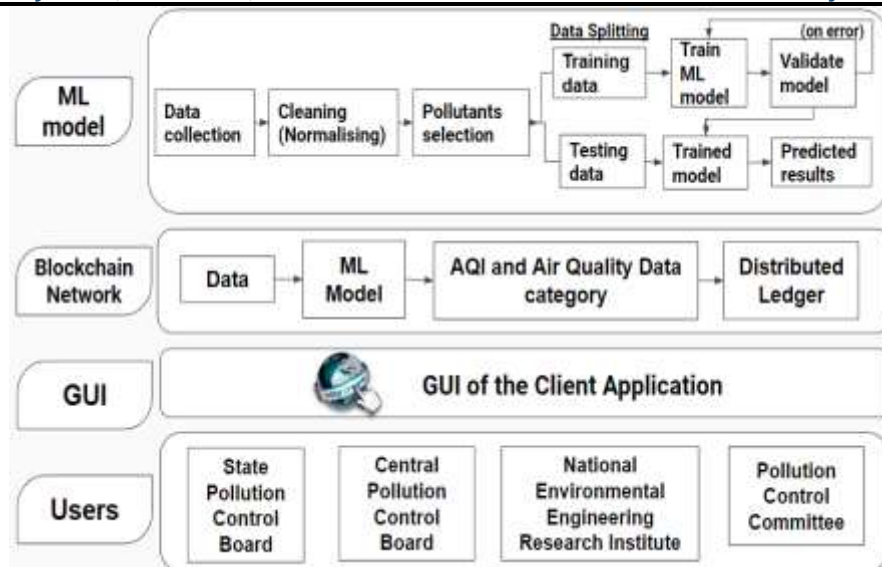 ML
model
Data Splitting
(on error)
Data
collection
Cleaning
(Normalising)
Pollutants
selection
Training
data
Train
ML
model
Validate
model
Testing
data
Trained
model
Predicted
results
Blockchain
Network
Data
ML
Model
AQI and Air Quality Data
category
Distributed
Ledger
GUI
GUI of the Client Application
Users
State
Pollution
Control
Board
Central
Pollution
Control
Board
National
Environmental
Engineering
Research Institute
Pollution
Control
Committee